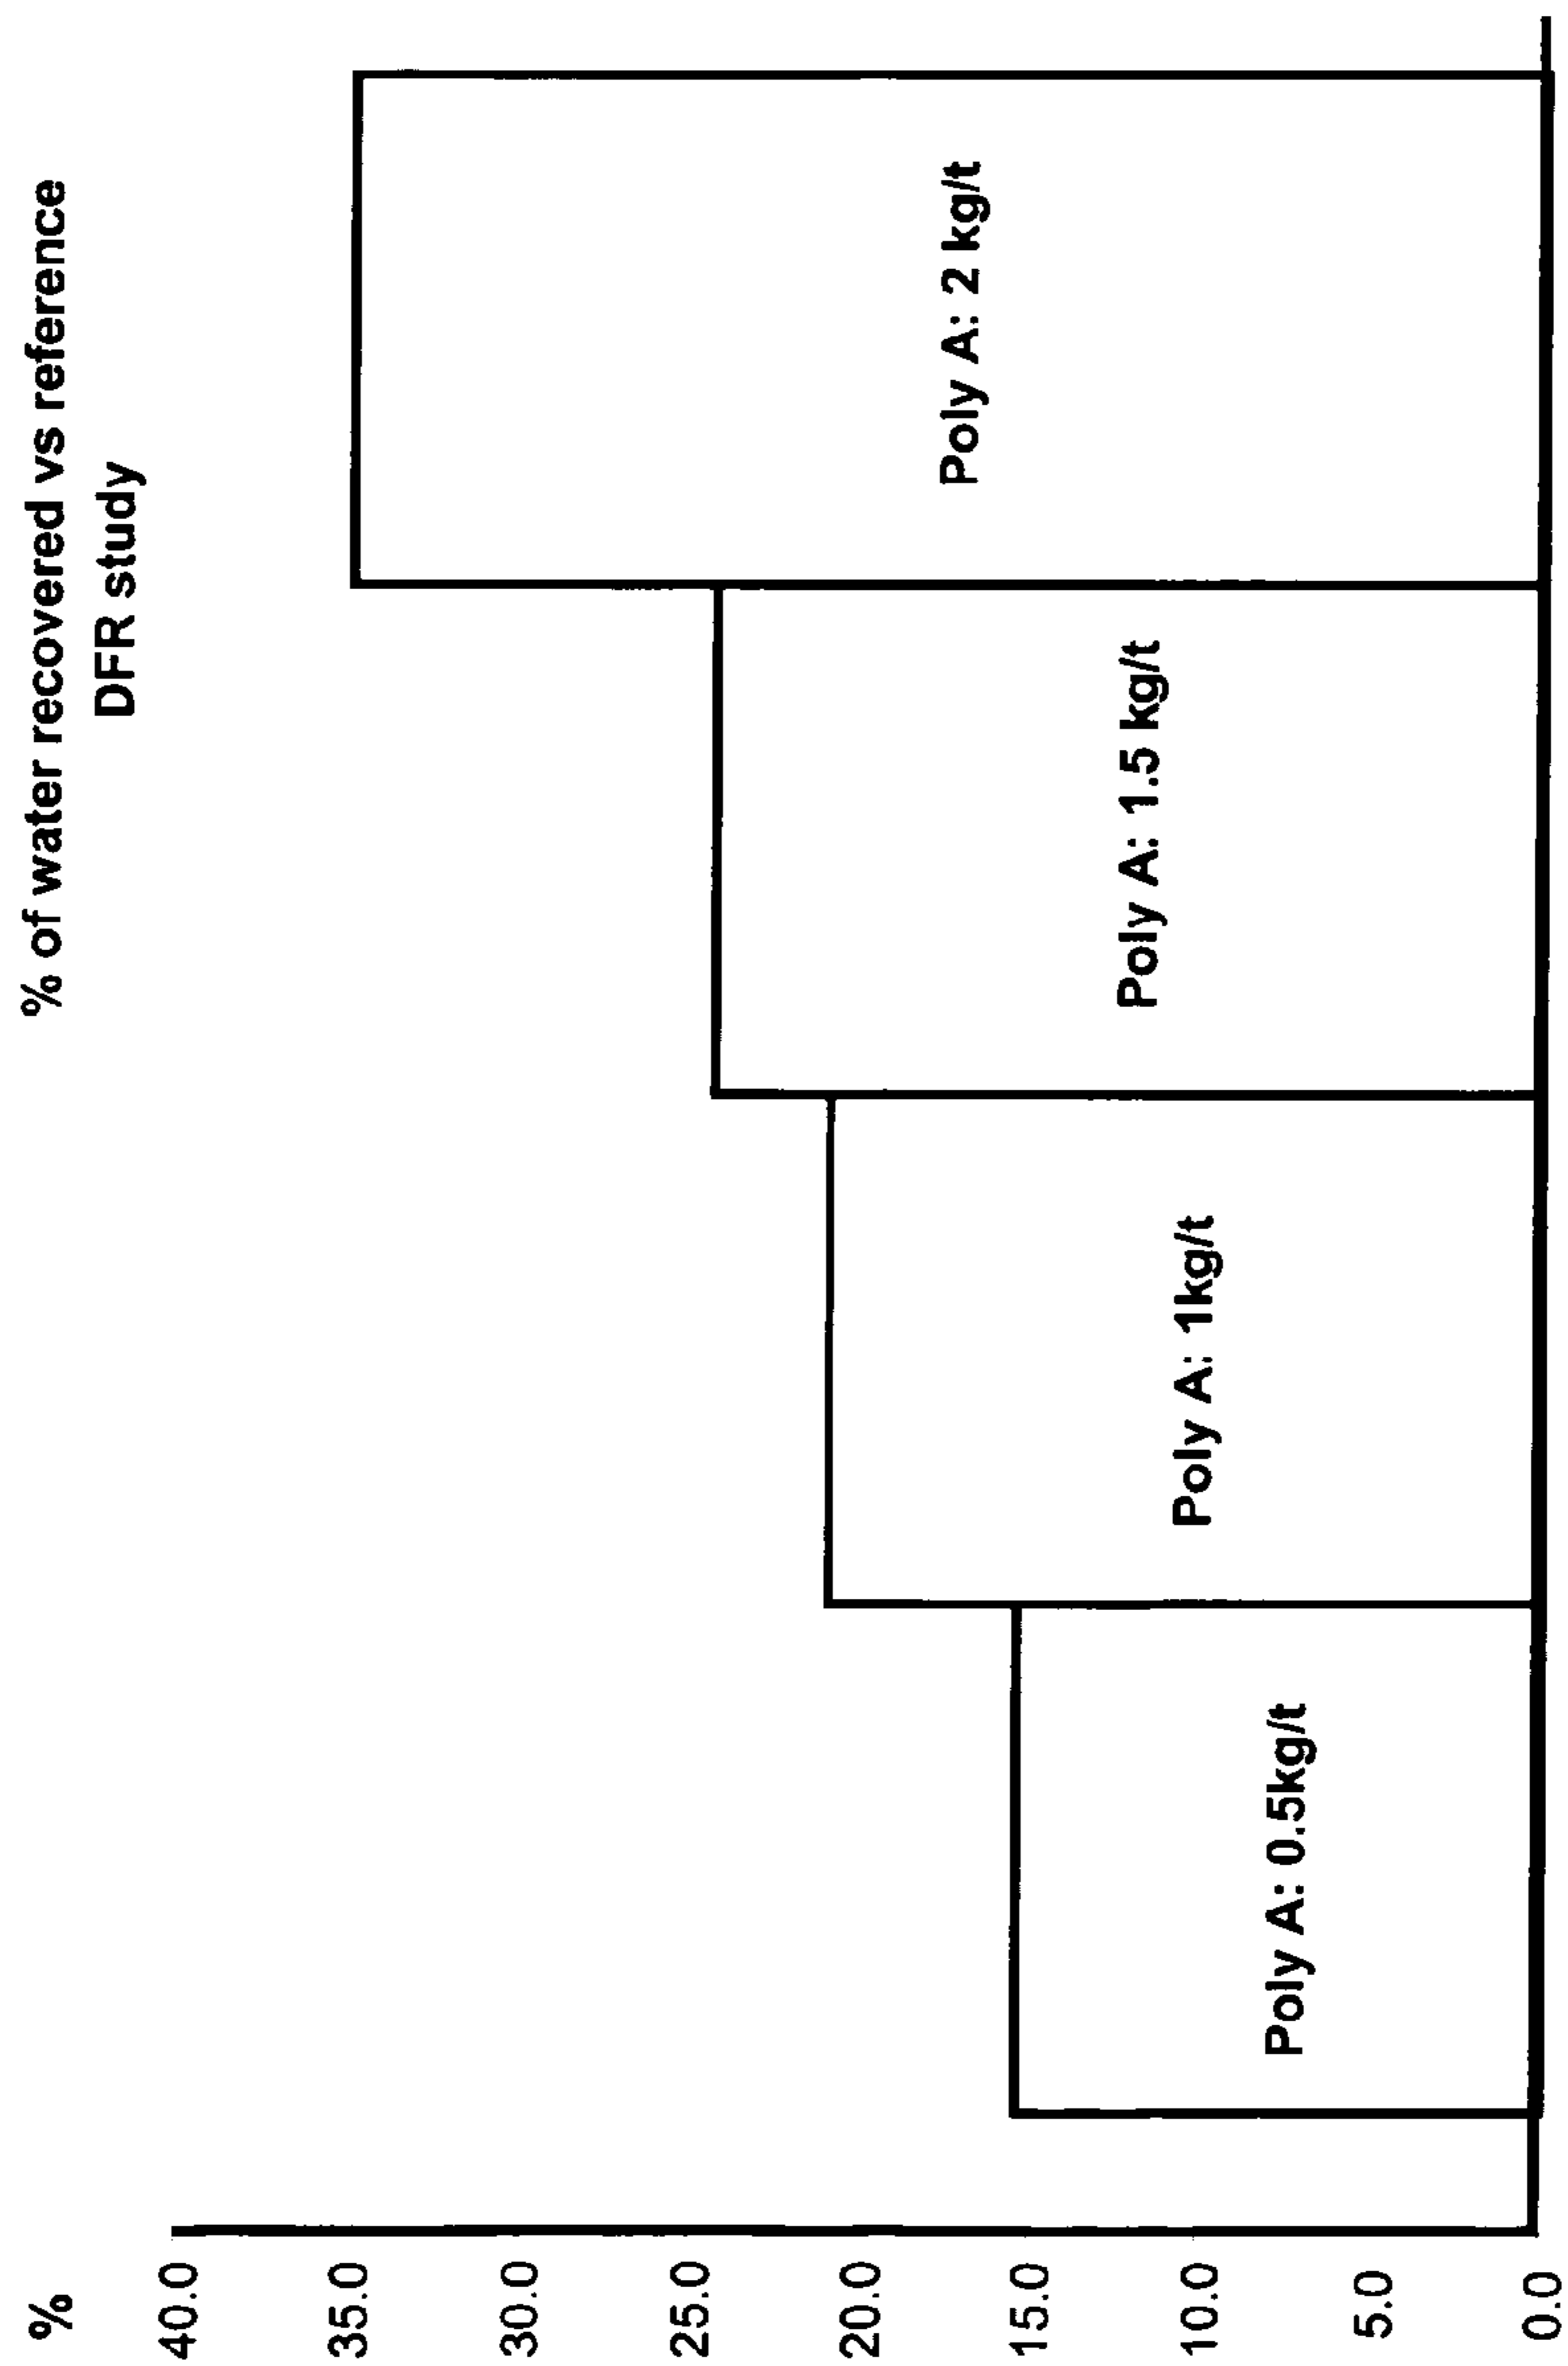 % of water recovered vs reference
DFR study
%
40.0
35.0
30.0
25.0
20.0
15.0
10.0
5.0
0.0
Poly A: 0.5kg/t
Poly A: 1kg/t
Poly A: 1.5 kg/t
Poly A: 2 kg/t